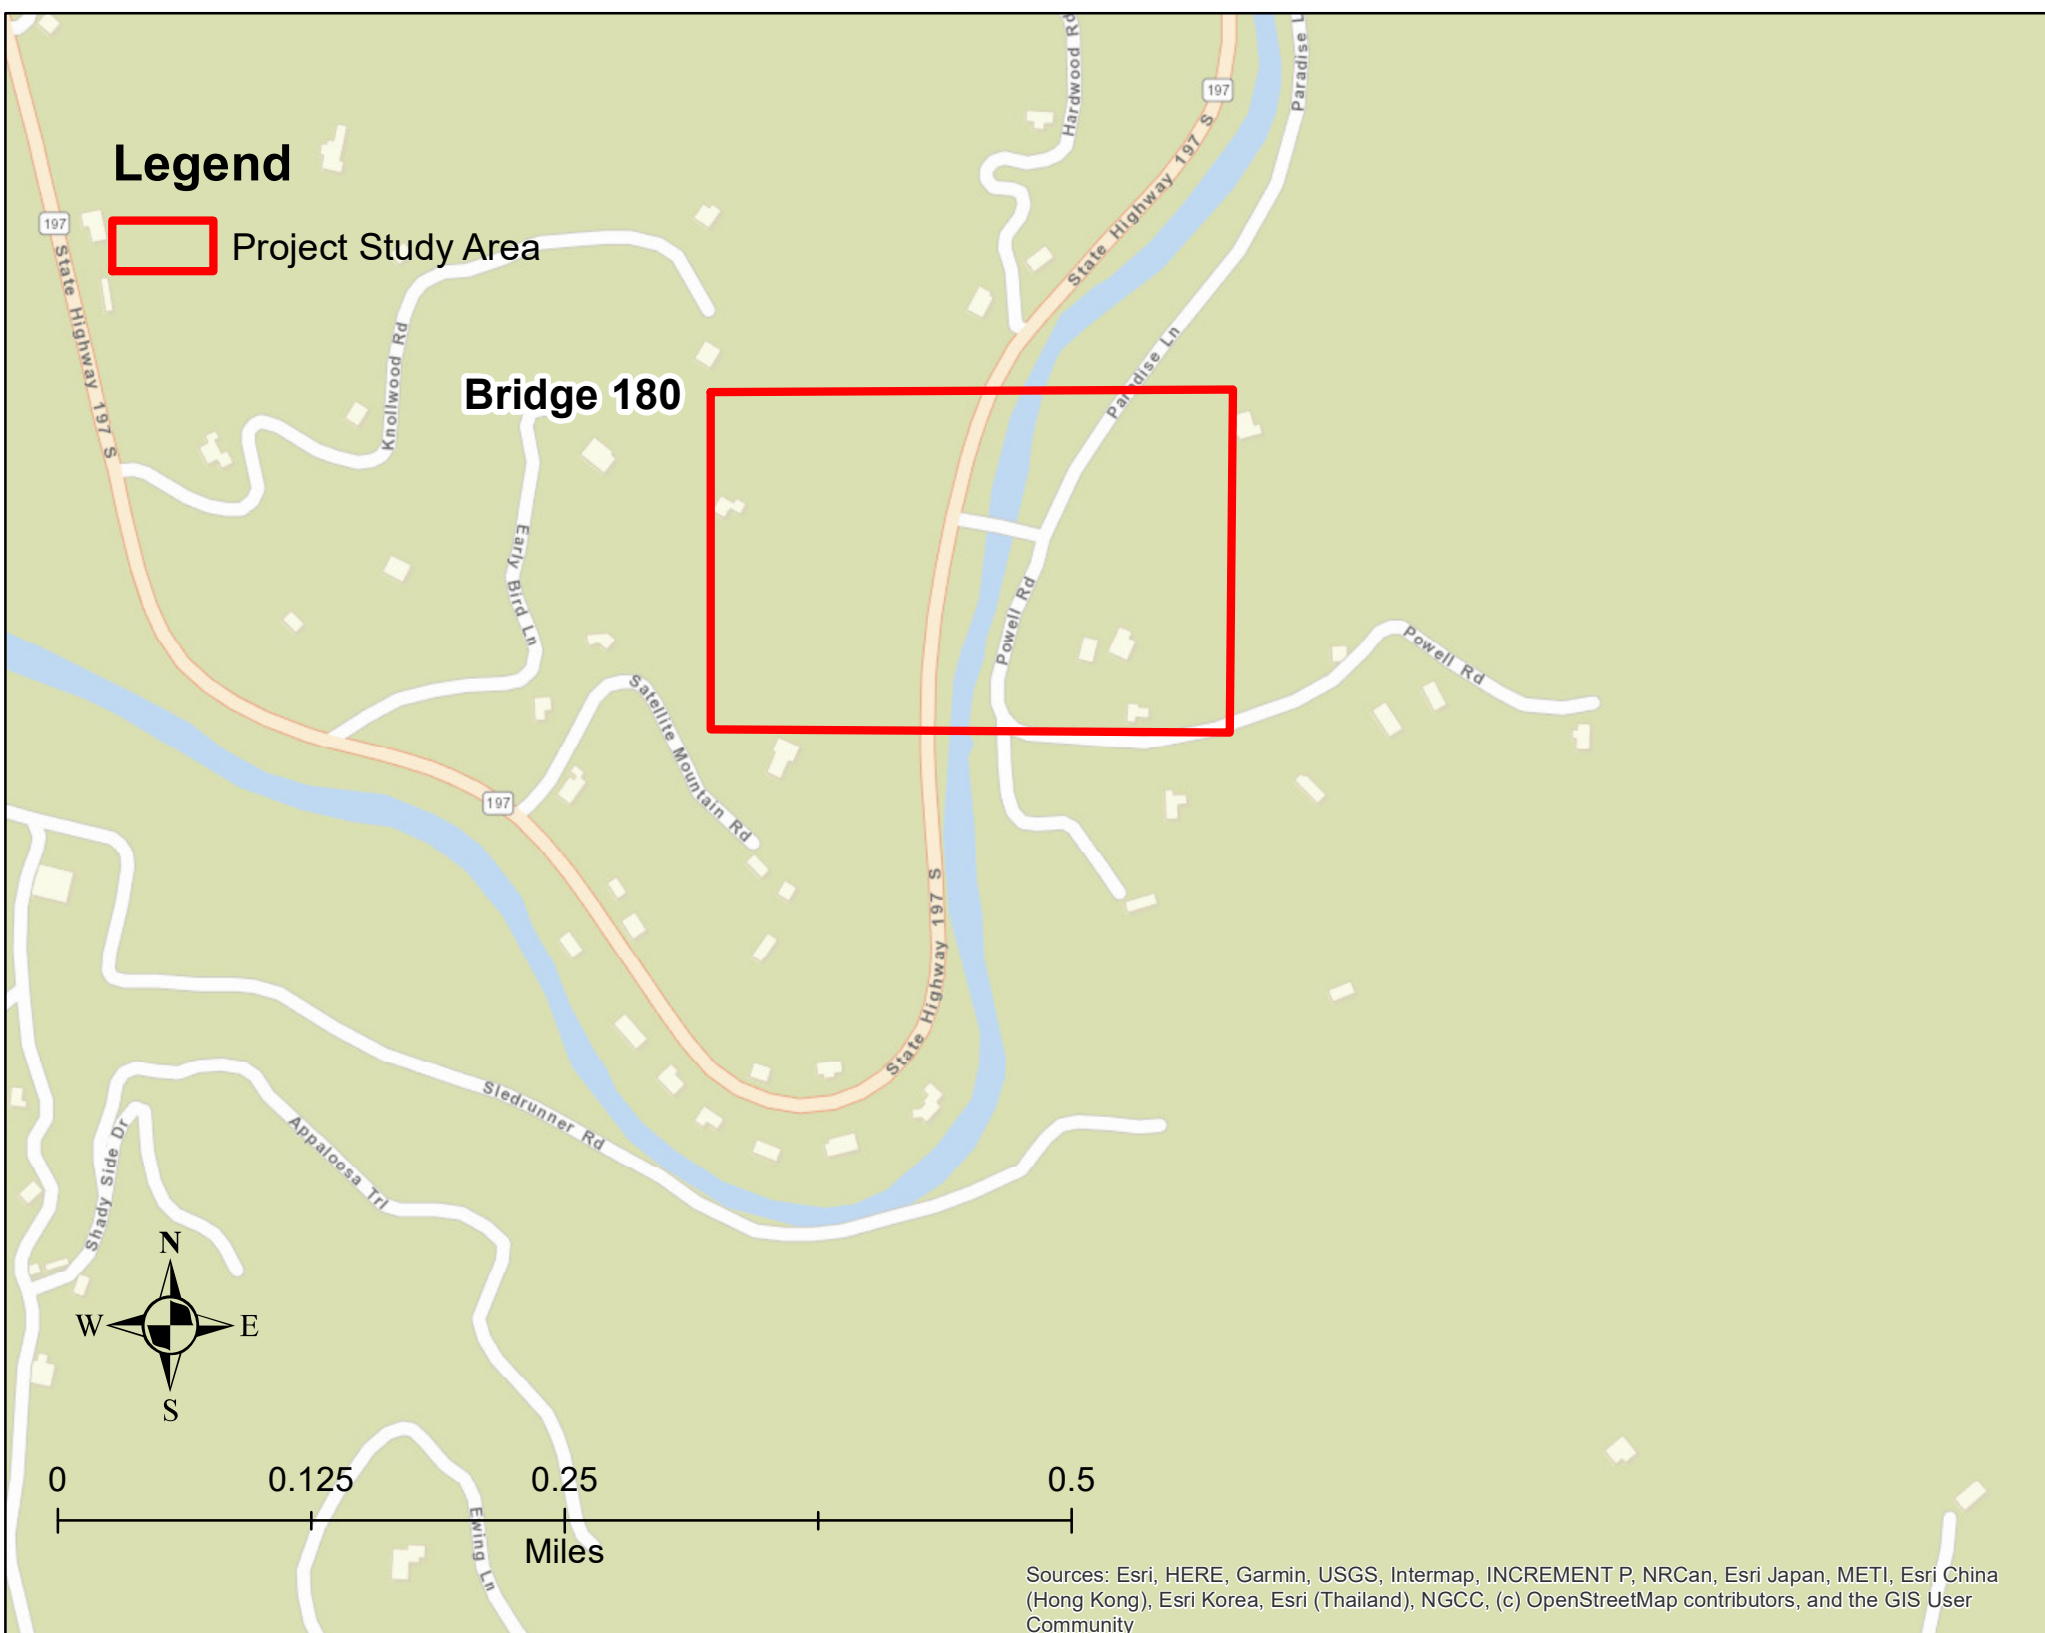 Hardwood Rd
Paradise L
197
State Highway 197 S
Legend
Project Study Area
197
State Highway 197 S
Knollwood Rd
Paradise Ln
Bridge 180
Early Bird Ln
Powell Rd
Powell Rd
Satellite Mountain Rd
197
State Highway 197 S
Sledrunner Rd
Appaloosa Trl
Shady Side Dr
N
W E
S
0 0.125 0.25 0.5
Miles
Ewing Ln
Sources: Esri, HERE, Garmin, USGS, Intermap, INCREMENT P, NRCan, Esri Japan, METI, Esri China
(Hong Kong), Esri Korea, Esri (Thailand), NGCC, (c) OpenStreetMap contributors, and the GIS User
Community